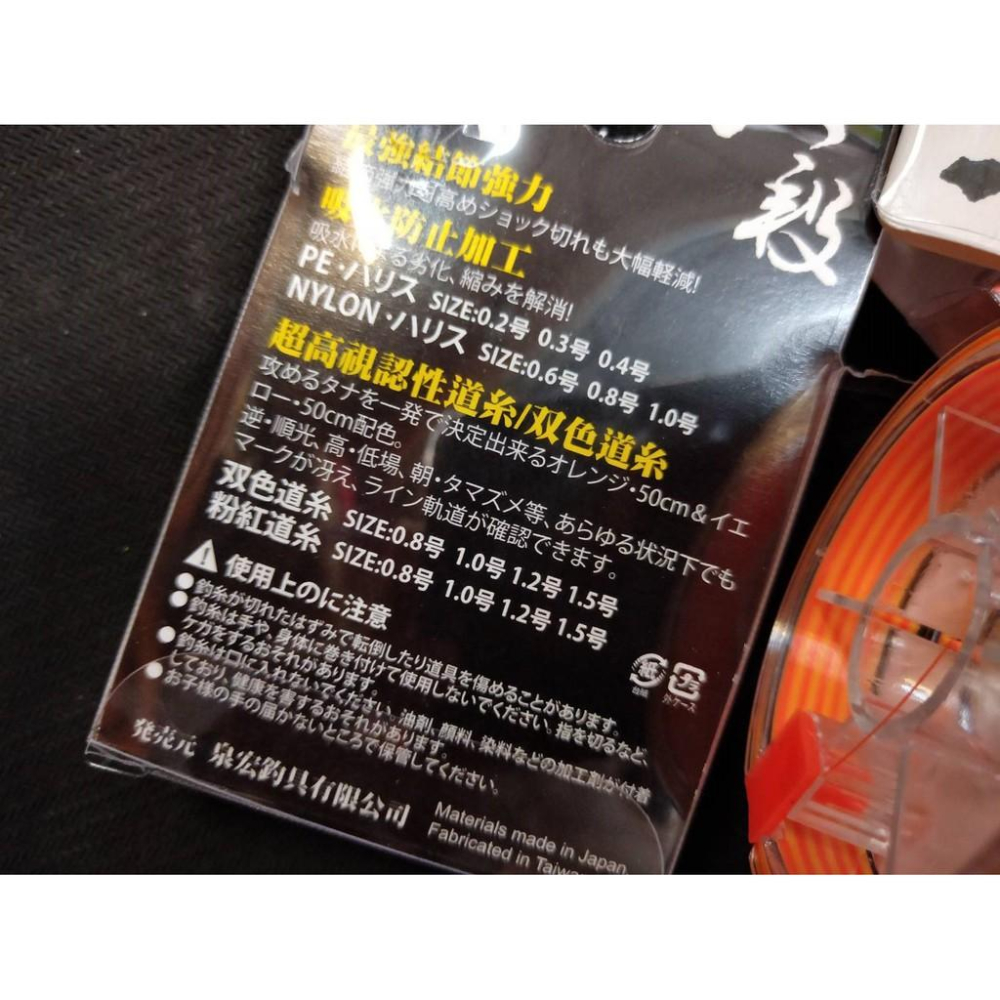 最強結節強力
高めショック切れも大幅軽減!
防止加工
劣化、縮みを解消!
PE・ハリス SIZE:0.2号 0.3号 0.4号
NYLON・ハリス SIZE:0.6号 0.8号 1.0号
超高視認性道糸/双色道糸
攻めるタナを一発で決定出来るオレンジ・50cm&イエ
ロー・50cm配色。
逆・順光、高・低場、朝・タマズメ等、あらゆる状況下でも
マークが冴え、ライン軌道が確認できます。
双色道糸 SIZE:0.8号 1.0号 1.2号 1.5号
粉紅道糸 SIZE:0.8号 1.0号 1.2号 1.5号
使用上のに注意
●釣糸が切れたはずみで転倒したり道具を傷めることがあります。
●釣糸は手や、身体に巻き付けて使用しないでください。指を切るなど、
ケガをするおそれがあります。
●釣糸は口に入れないでください。油剤、顔料、染料などの加工剤が付着
しており、健康を害するおそれがあります。
お子様の手の届かないところで保管してください。
紙
プラ
外ケース
発売元 泉宏釣具有限公司
Materials made in Japan.
Fabricated in Taiwa